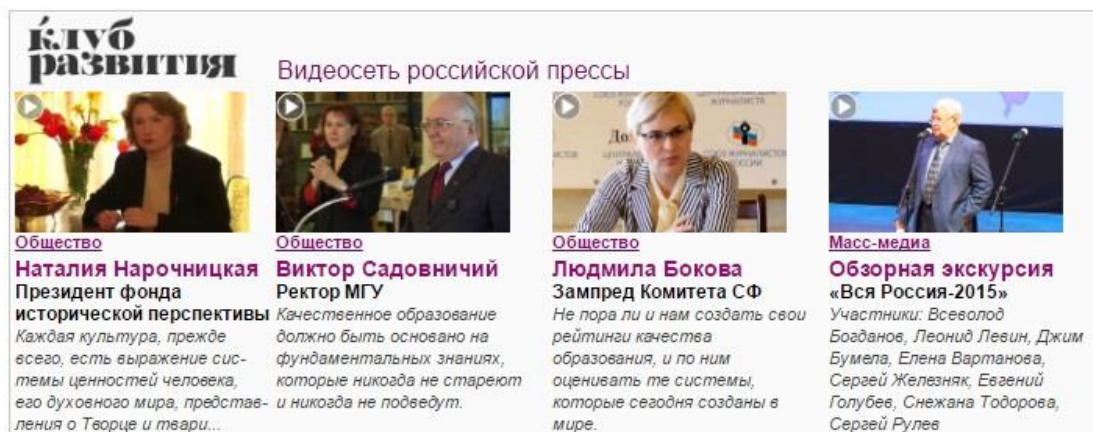 клуб
развития
Видеосеть российской прессы
Общество
Наталия Нарочницкая
Президент фонда
исторической перспективы
Каждая культура, прежде
всего, есть выражение сис-
темы ценностей человека,
его духовного мира, представ-
ления о Творце и твари...
Общество
Виктор Садовничий
Ректор МГУ
Качественное образование
должно быть основано на
фундаментальных знаниях,
которые никогда не стареют
и никогда не подведут.
СОЮЗ ЖУРНАЛИСТОВ
РОССИИ
ЖУРНАЛИСТА
Общество
Людмила Бокова
Зампред Комитета СФ
Не пора ли и нам создать свои
рейтинги качества
образования, и по ним
оценивать те системы,
которые сегодня созданы в
мире.
Масс-медиа
Обзорная экскурсия
«Вся Россия-2015»
Участники: Всеволод
Богданов, Леонид Левин, Джим
Бумела, Елена Вартанова,
Сергей Железняк, Евгений
Голубев, Снежана Тодорова,
Сергей Рулев